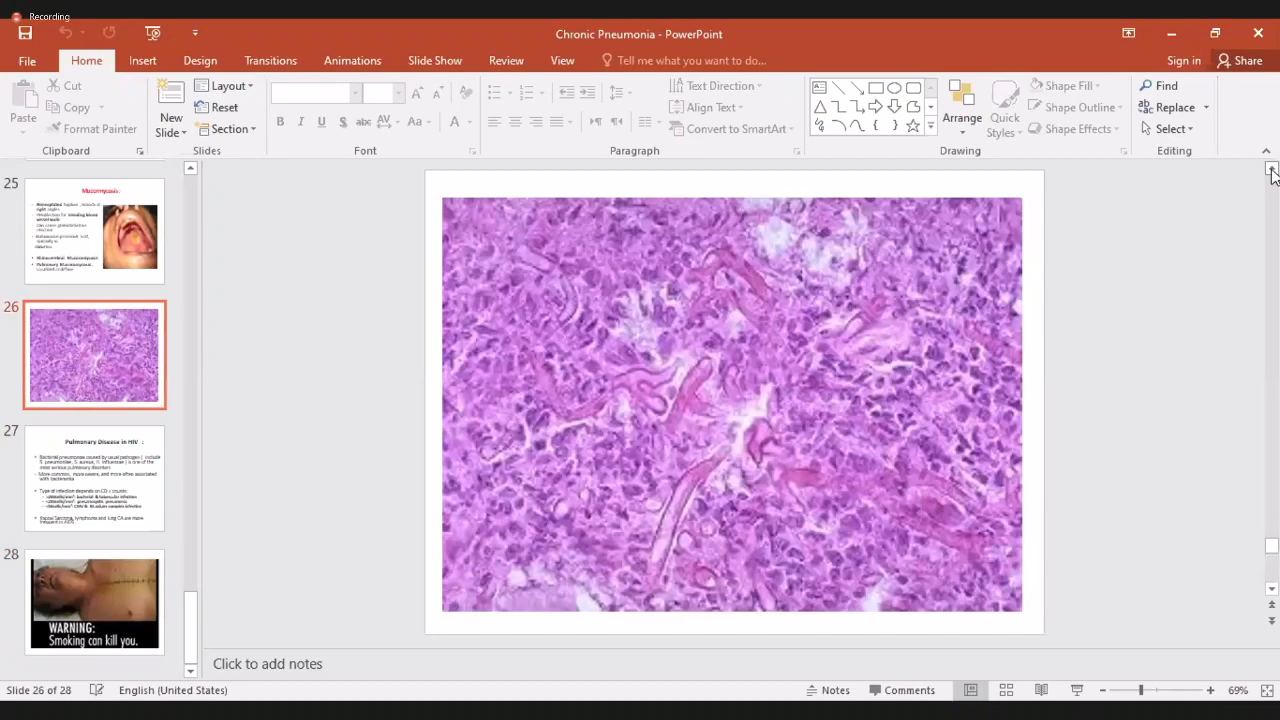 Recording
Chronic Pneumonia - PowerPoint
File Home Insert Design Transitions Animations Slide Show Review View Tell me what you want to do... Sign in Share
Paste
Cut
Copy
Format Painter
Clipboard
New Slide
Layout
Reset
Section
Slides
B I U S abc AV Aa A
Font
Text Direction
Align Text
Convert to SmartArt
Paragraph
Arrange
Quick Styles
Shape Fill
Shape Outline
Shape Effects
Drawing
Find
Replace
Select
Editing
25
Mucormycosis:
26
27
Pulmonary Disease in HIV :
28
WARNING:
Smoking can kill you.
Click to add notes
Slide 26 of 28 English (United States) Notes Comments 69%